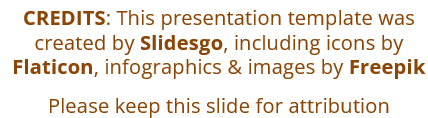 CREDITS: This presentation template was
created by Slidesgo, including icons by
Flaticon, infographics & images by Freepik
Please keep this slide for attribution